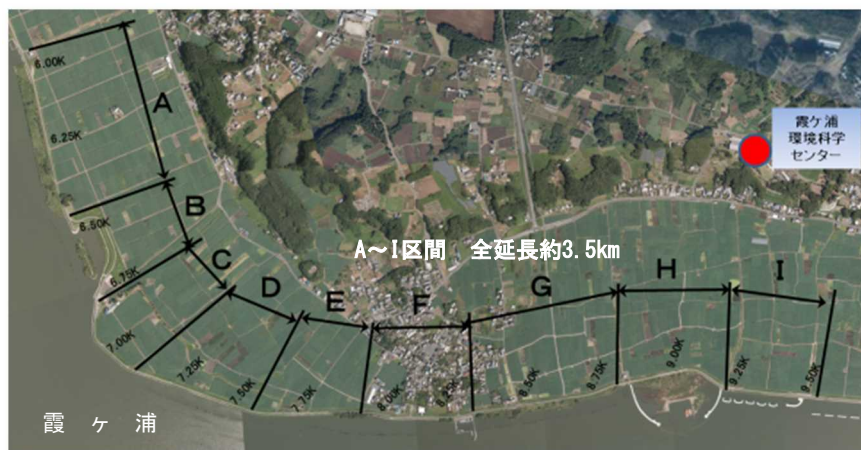 6.00K
A
6.25K
霞ケ浦
環境科学
センター
B
6.50K
C
6.75K
A～I区間　全延長約3.5km
D
E
F
G
H
I
7.00K
7.25K
7.50K
7.75K
8.00K
8.25K
8.50K
8.75K
9.00K
9.25K
9.50K
霞　ヶ　浦